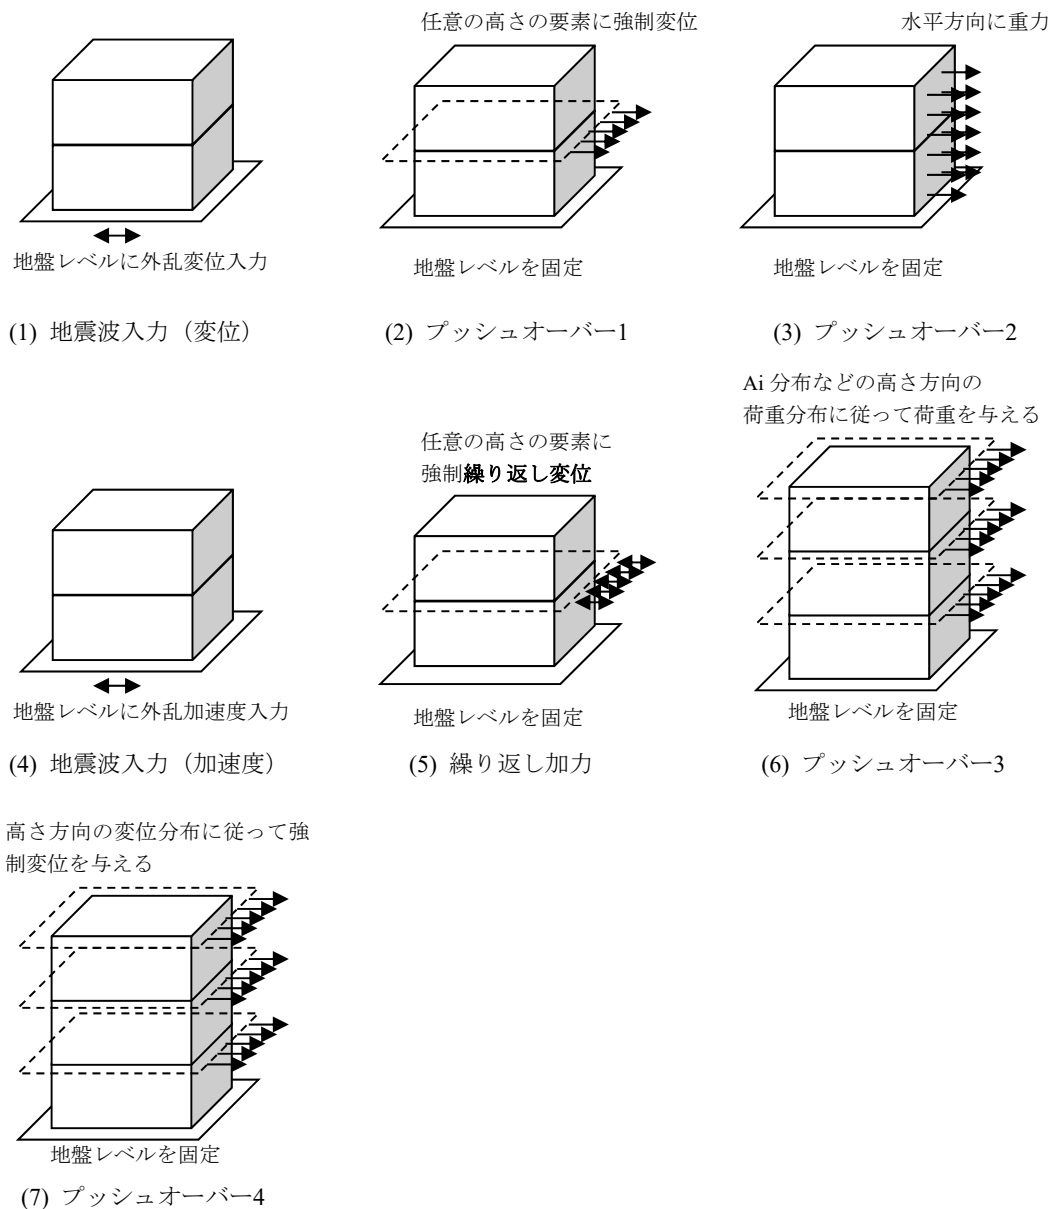 任意の高さの要素に強制変位
水平方向に重力
地盤レベルに外乱変位入力
地盤レベルを固定
地盤レベルを固定
(1) 地震波入力（変位）
(2) プッシュオーバー1
(3) プッシュオーバー2
Ai 分布などの高さ方向の
荷重分布に従って荷重を与える
任意の高さの要素に
強制繰り返し変位
地盤レベルに外乱加速度入力
地盤レベルを固定
地盤レベルを固定
(4) 地震波入力（加速度）
(5) 繰り返し加力
(6) プッシュオーバー3
高さ方向の変位分布に従って強
制変位を与える
地盤レベルを固定
(7) プッシュオーバー4